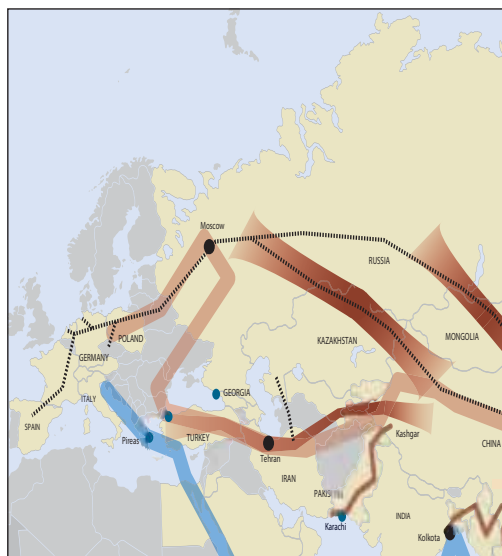 Moscow
RUSSIA
POLAND
GERMANY
KAZAKHSTAN
MONGOLIA
ITALY
GEORGIA
SPAIN
Pireas
TURKEY
Kashgar
CHINA
Tehran
IRAN
PAKIS
Karachi
INDIA
Kolkota